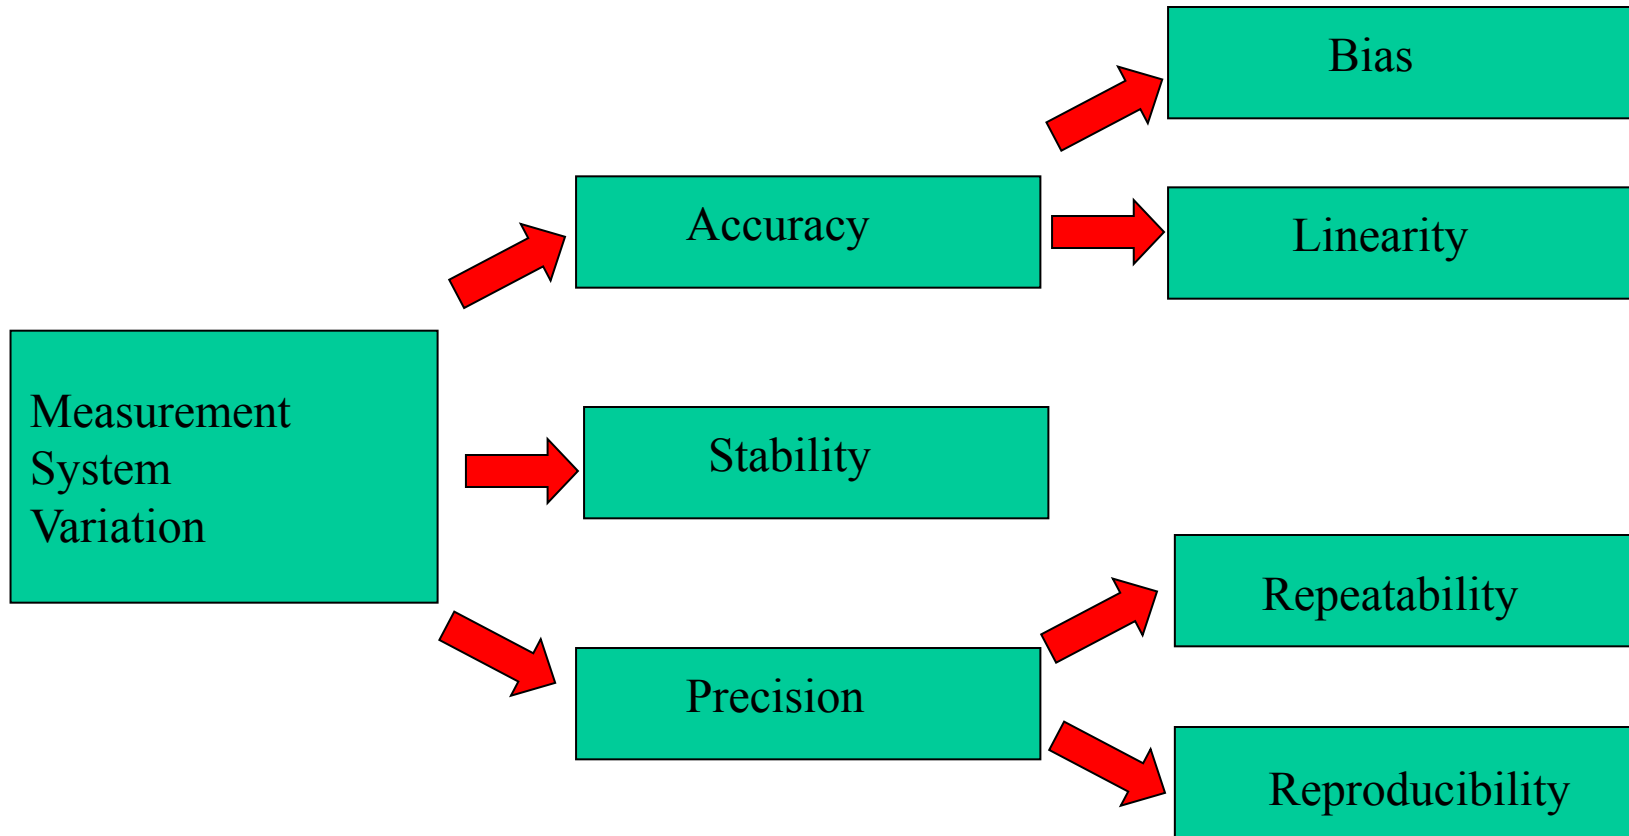 Bias
Accuracy
Linearity
Measurement
System
Variation
Stability
Repeatability
Precision
Reproducibility